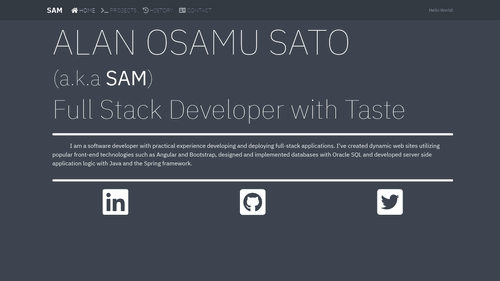 SAM HOME PROJECTS HISTORY CONTACT Hello World!
ALAN OSAMU SATO
(a.k.a SAM)
Full Stack Developer with Taste
I am a software developer with practical experience developing and deploying full-stack applications. I've created dynamic web sites utilizing
popular front-end technologies such as Angular and Bootstrap, designed and implemented databases with Oracle SQL and developed server side
application logic with Java and the Spring framework.
in